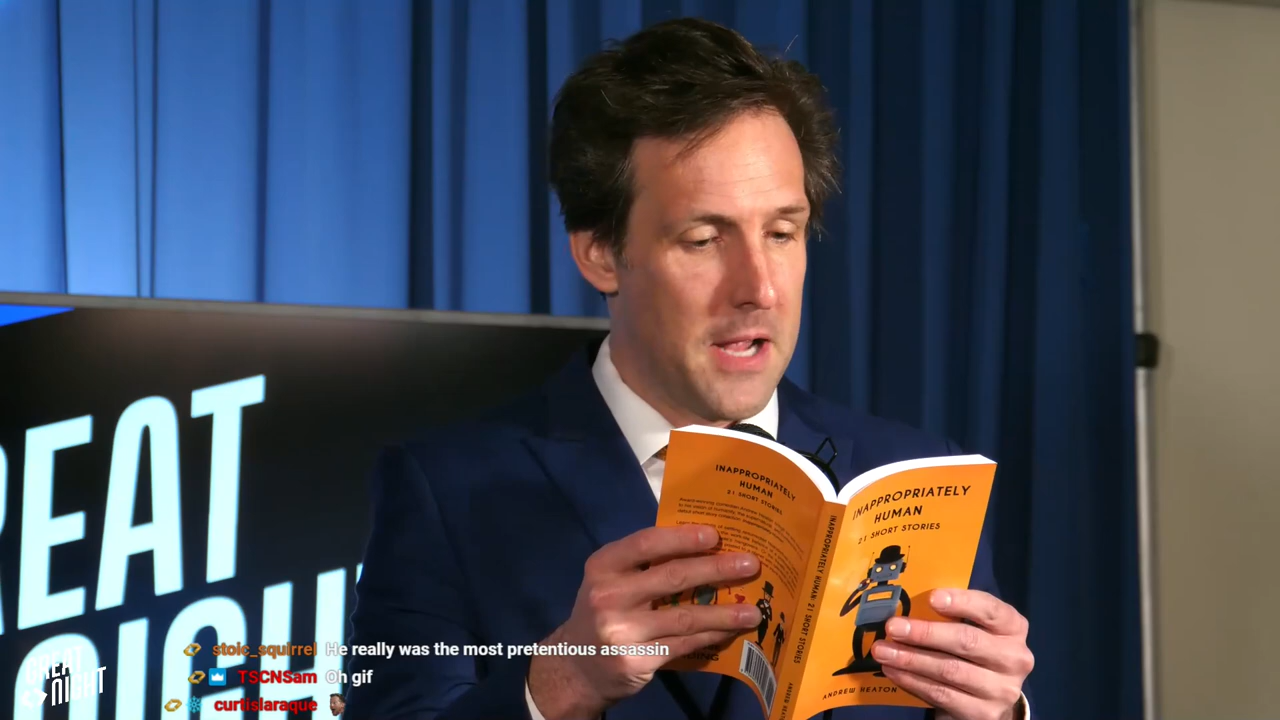 REAT
NIGH
GREAT
NIGHT
stoic_squirrel He really was the most pretentious assassin
TSCNSam Oh gif
curtislaraque
INAPPROPRIATELY
HUMAN
21 SHORT STORIES
INAPPROPRIATELY HUMAN: 21 SHORT STORIES
INAPPROPRIATELY
HUMAN
21 SHORT STORIES
ANDREW HEATON